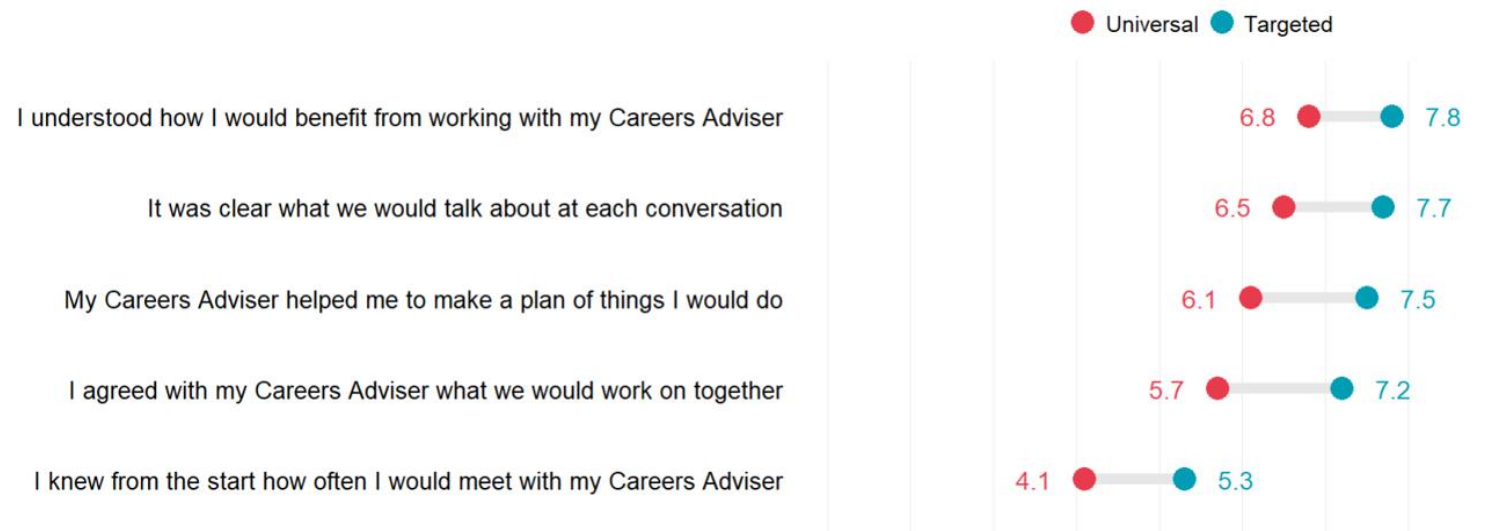 Universal Targeted
I understood how I would benefit from working with my Careers Adviser 6.8 7.8
It was clear what we would talk about at each conversation 6.5 7.7
My Careers Adviser helped me to make a plan of things I would do 6.1 7.5
I agreed with my Careers Adviser what we would work on together 5.7 7.2
I knew from the start how often I would meet with my Careers Adviser 4.1 5.3